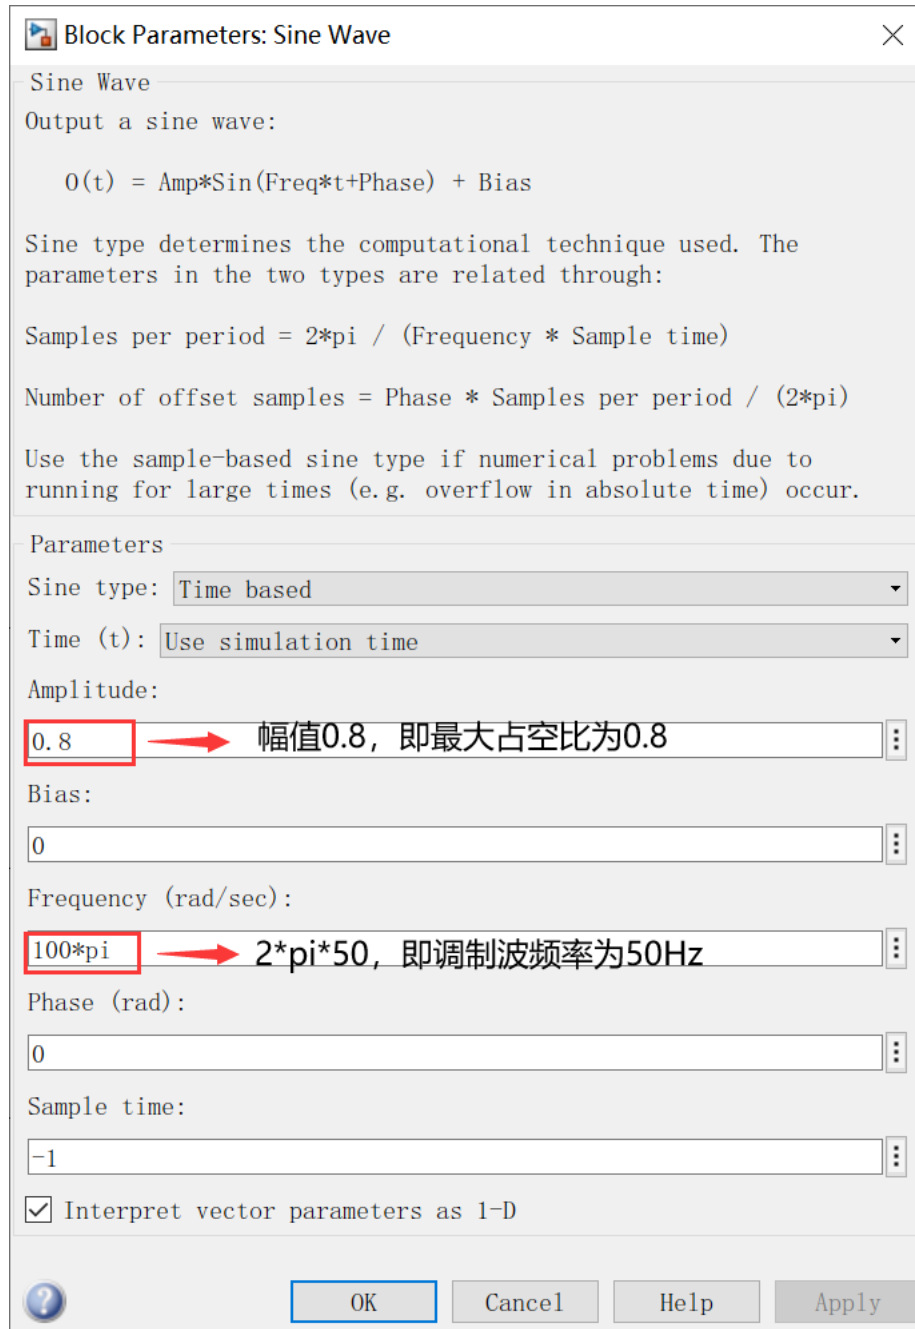 Block Parameters: Sine Wave
Sine Wave
Output a sine wave:
O(t) = Amp*Sin(Freq*t+Phase) + Bias
Sine type determines the computational technique used. The
parameters in the two types are related through:
Samples per period = 2*pi / (Frequency * Sample time)
Number of offset samples = Phase * Samples per period / (2*pi)
Use the sample-based sine type if numerical problems due to
running for large times (e.g. overflow in absolute time) occur.
Parameters
Sine type: Time based
Time (t): Use simulation time
Amplitude:
0.8 幅值0.8，即最大占空比为0.8
Bias:
0
Frequency (rad/sec):
100*pi 2*pi*50，即调制波频率为50Hz
Phase (rad):
0
Sample time:
-1
Interpret vector parameters as 1-D
? OK Cancel Help Apply